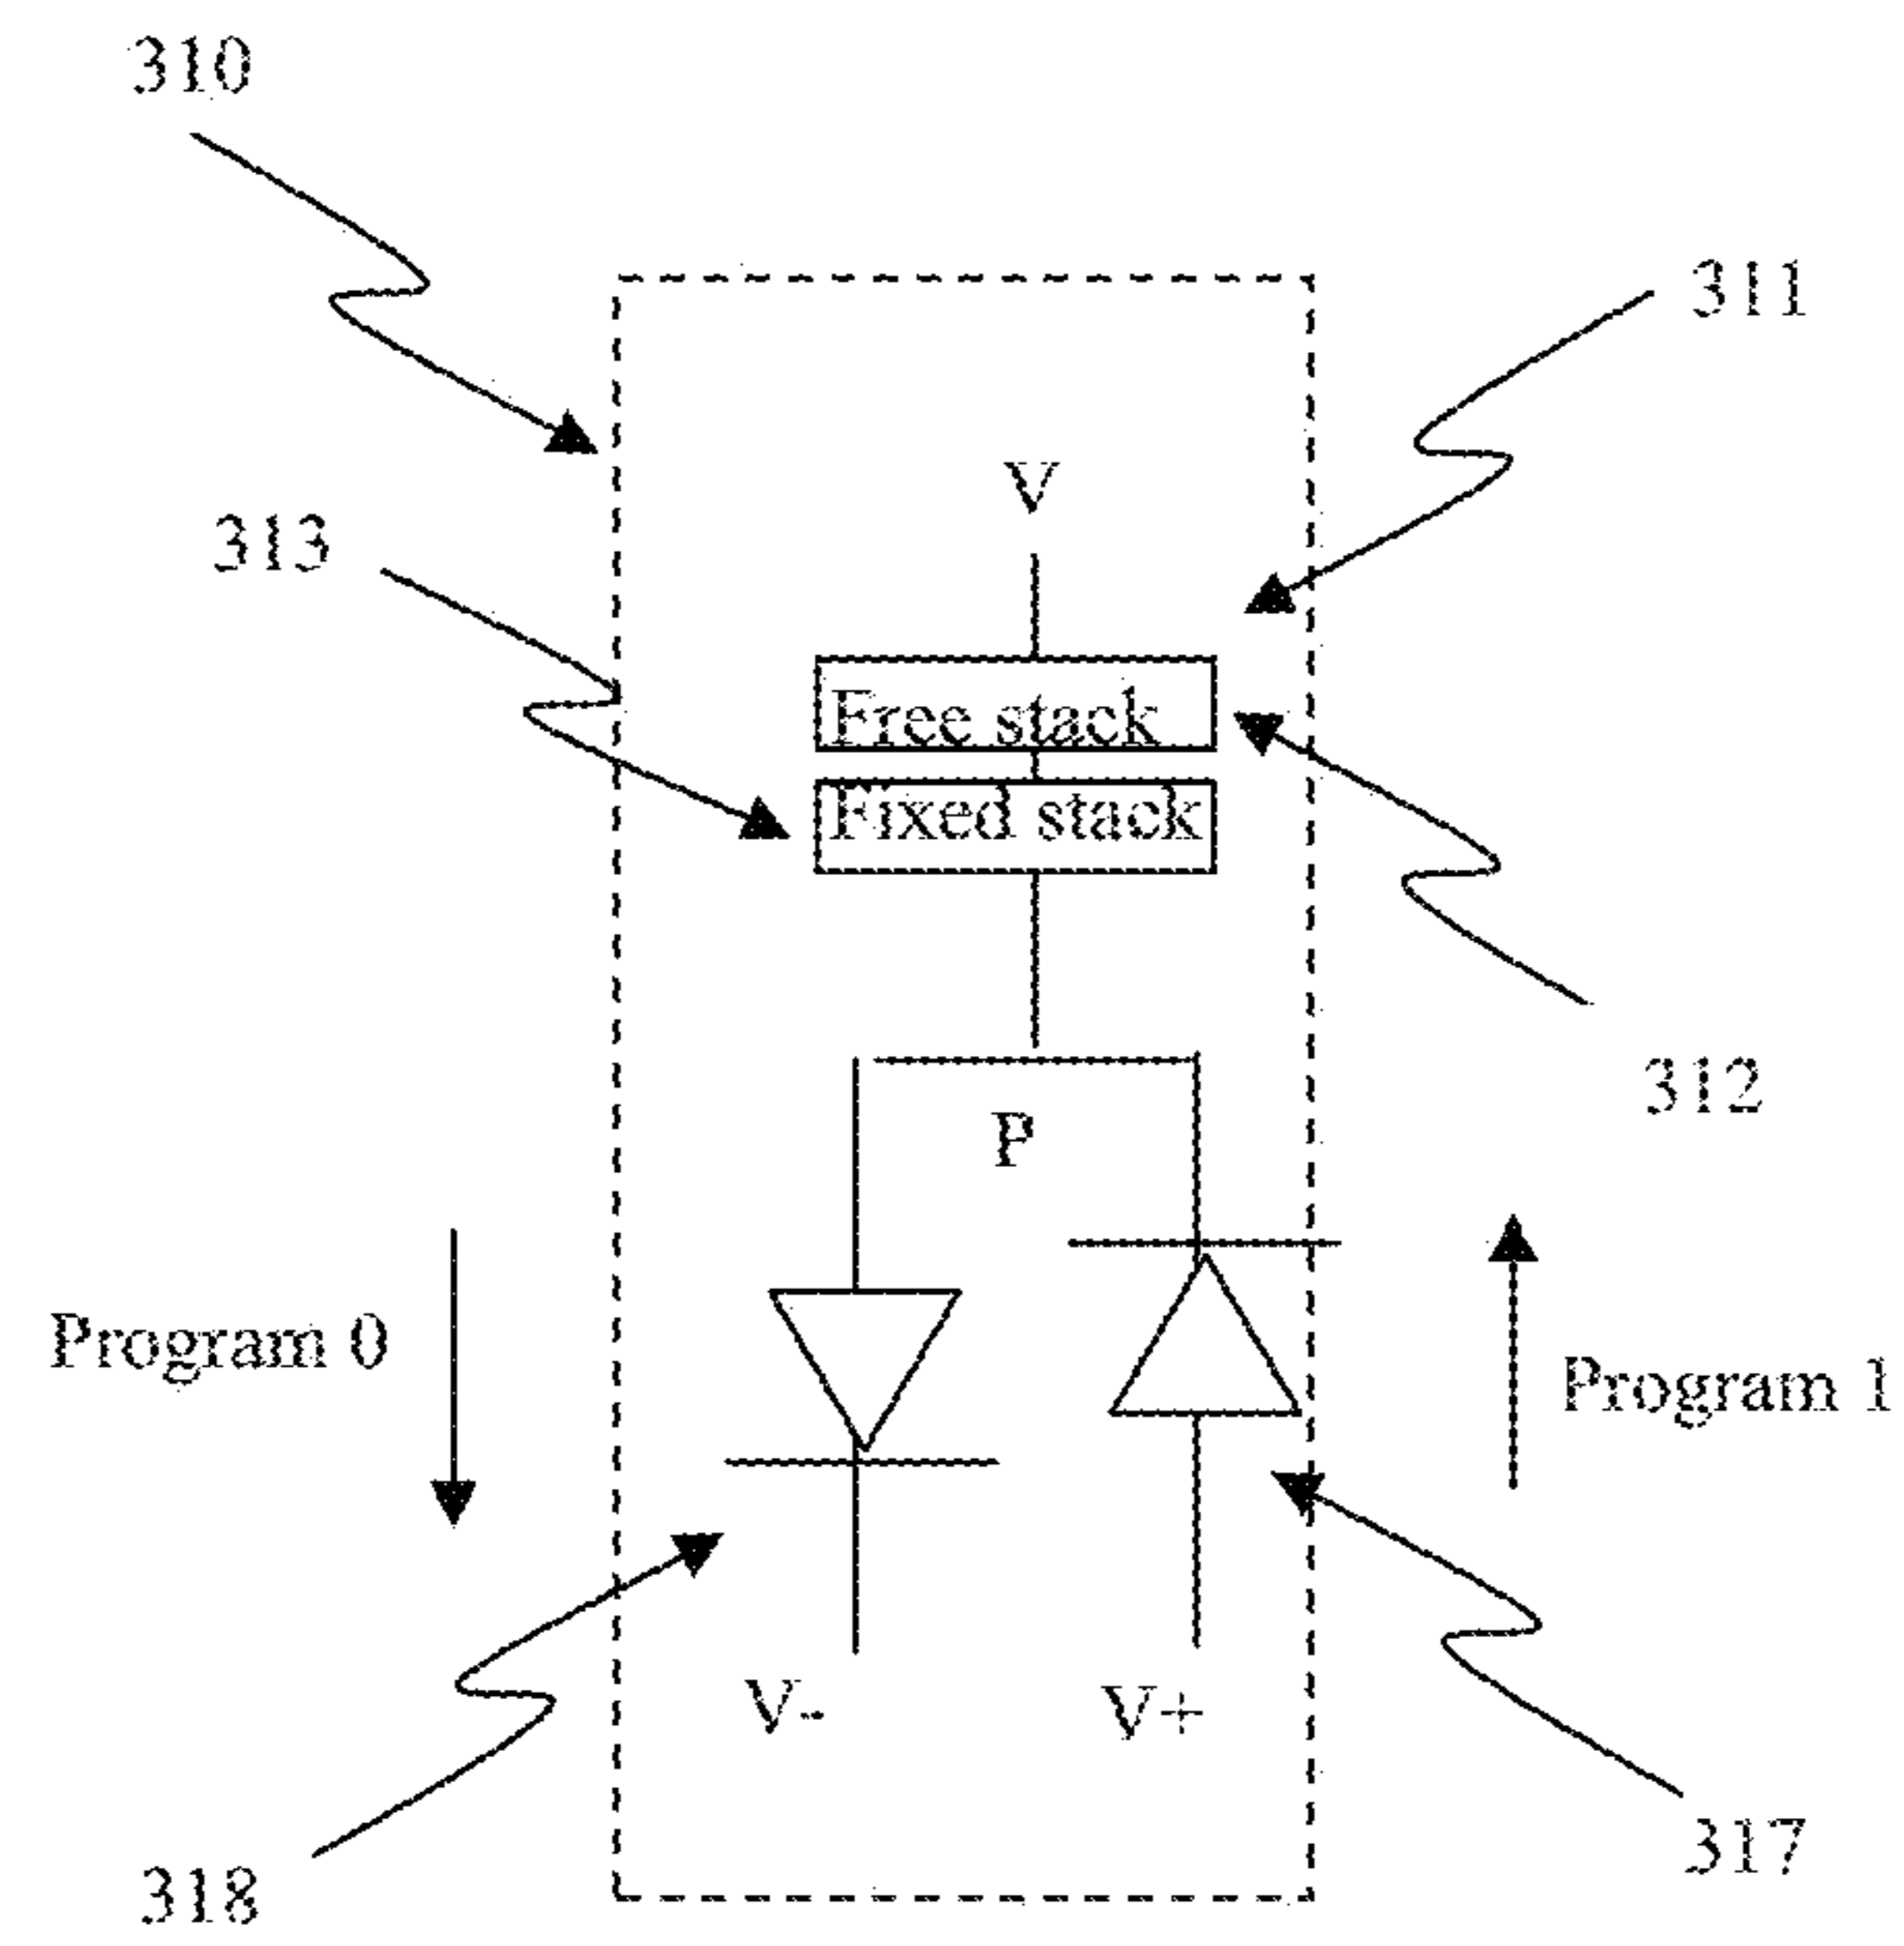 310
311
V
313
Free stack
Fixed stack
312
P
Program 0
Program 1
V-
V+
317
318